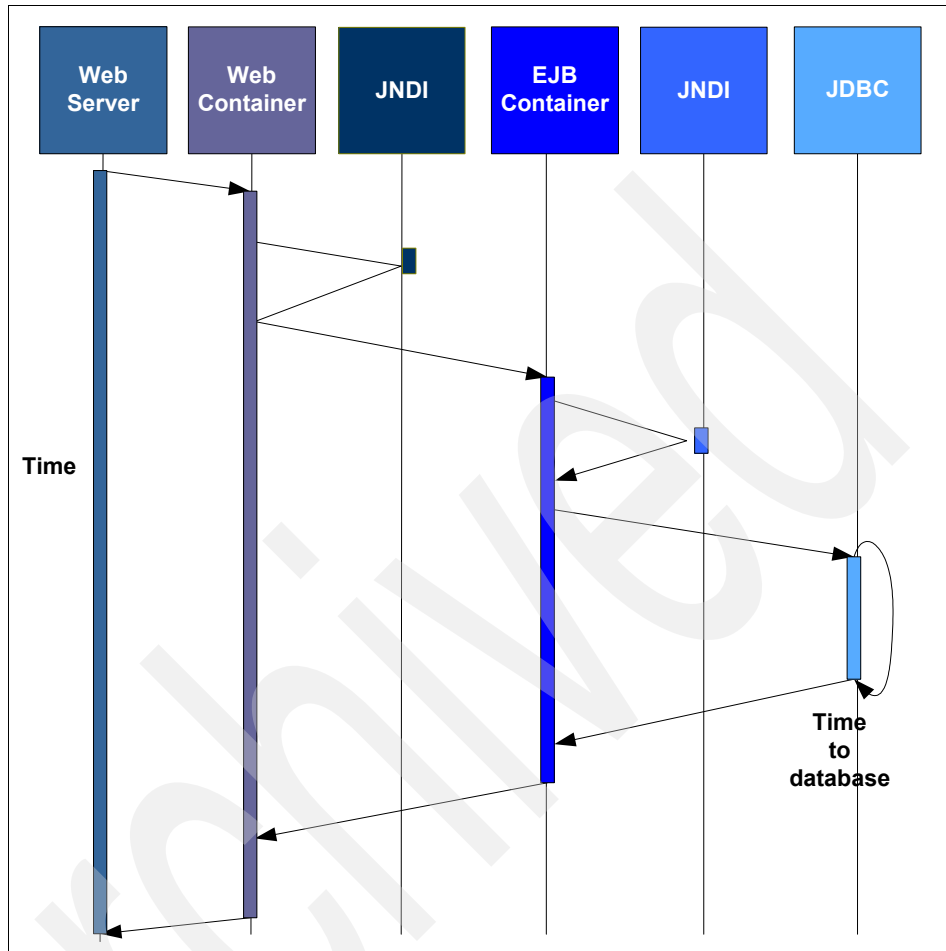 Web
Server
Web
Container
JNDI
EJB
Container
JNDI
JDBC
Time
Time
to
database